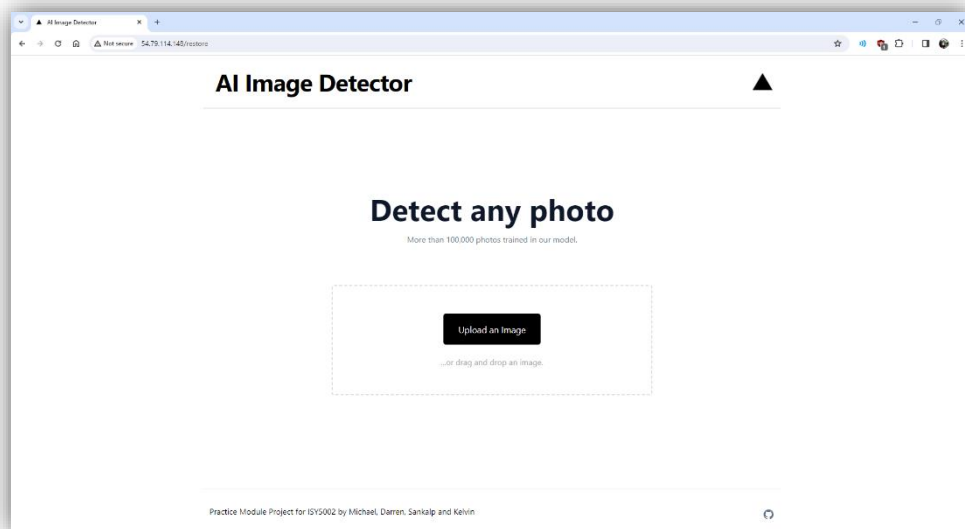 AI Image Detector
Not secure
54.79.114.148/restore
AI Image Detector
Detect any photo
More than 100,000 photos trained in our model.
Upload an Image
...or drag and drop an image.
Practice Module Project for ISY5002 by Michael, Darren, Sankalp and Kelvin